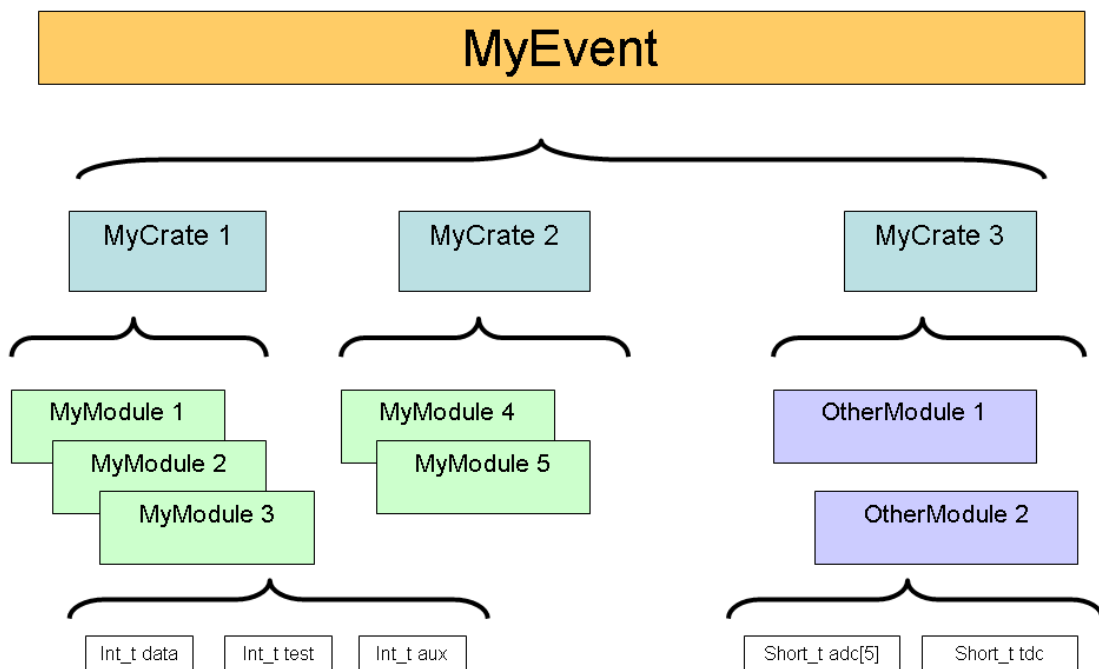 MyEvent
MyCrate 1
MyCrate 2
MyCrate 3
MyModule 1
MyModule 2
MyModule 3
MyModule 4
MyModule 5
OtherModule 1
OtherModule 2
Int_t data
Int_t test
Int_t aux
Short_t adc[5]
Short_t tdc